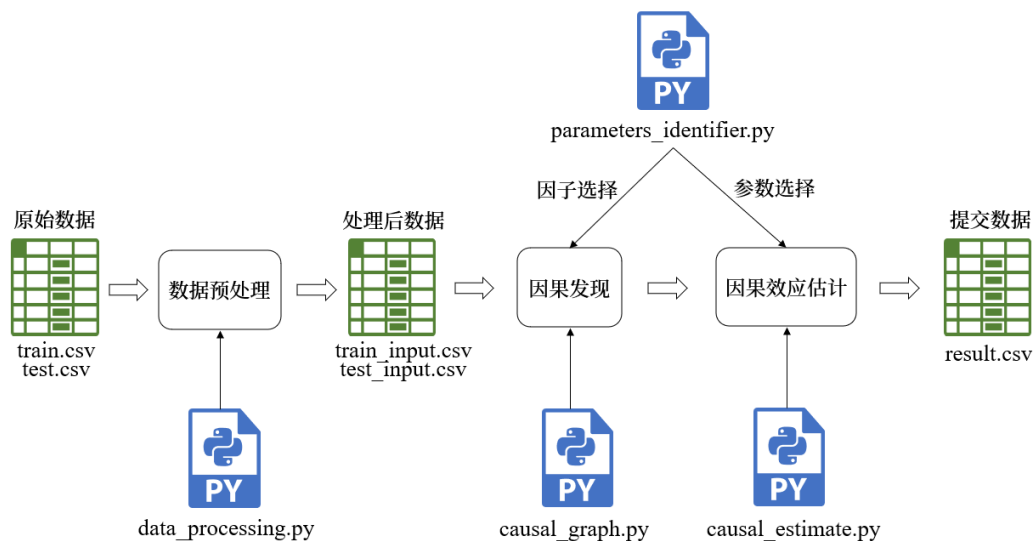 PY
parameters_identifier.py
因子选择
参数选择
原始数据
处理后数据
提交数据
数据预处理
因果发现
因果效应估计
train.csv
test.csv
train_input.csv
test_input.csv
result.csv
PY
PY
PY
data_processing.py
causal_graph.py
causal_estimate.py